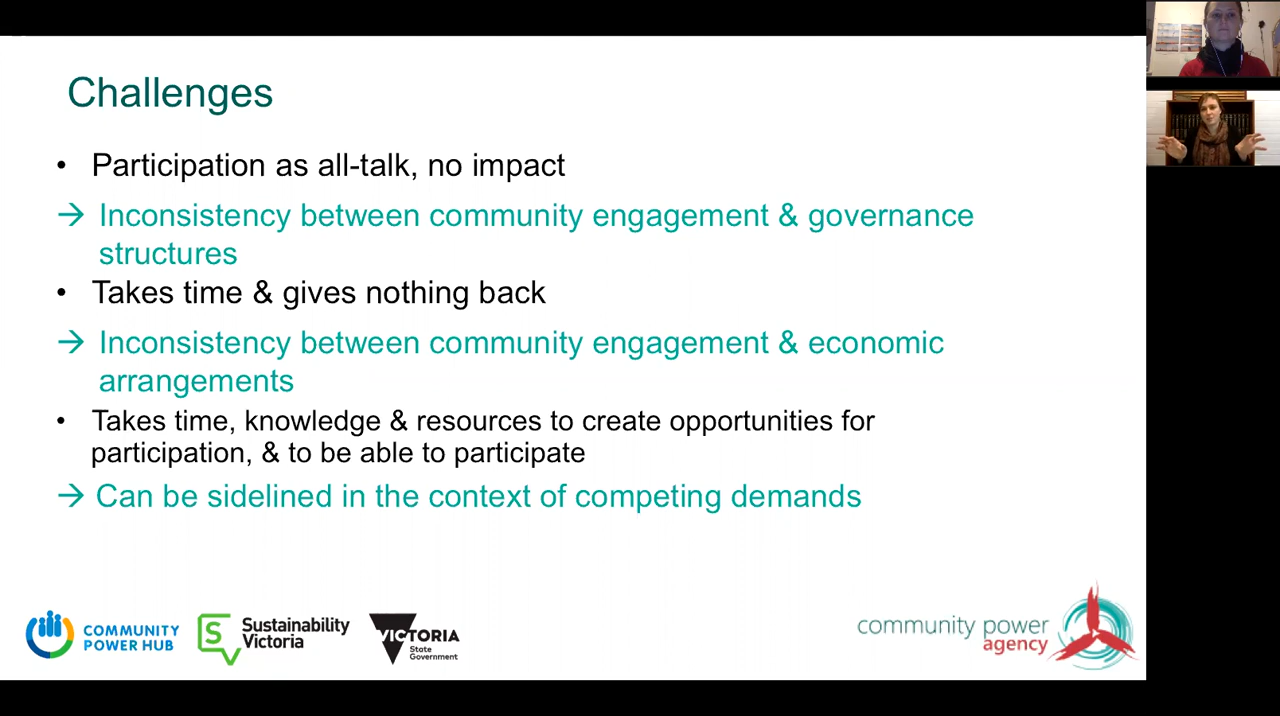 Challenges
• Participation as all-talk, no impact
→ Inconsistency between community engagement & governance
structures
• Takes time & gives nothing back
→ Inconsistency between community engagement & economic
arrangements
• Takes time, knowledge & resources to create opportunities for
participation, & to be able to participate
→ Can be sidelined in the context of competing demands
COMMUNITY
POWER HUB
S
Sustainability
Victoria
VICTORIA
State
Government
community power
agency